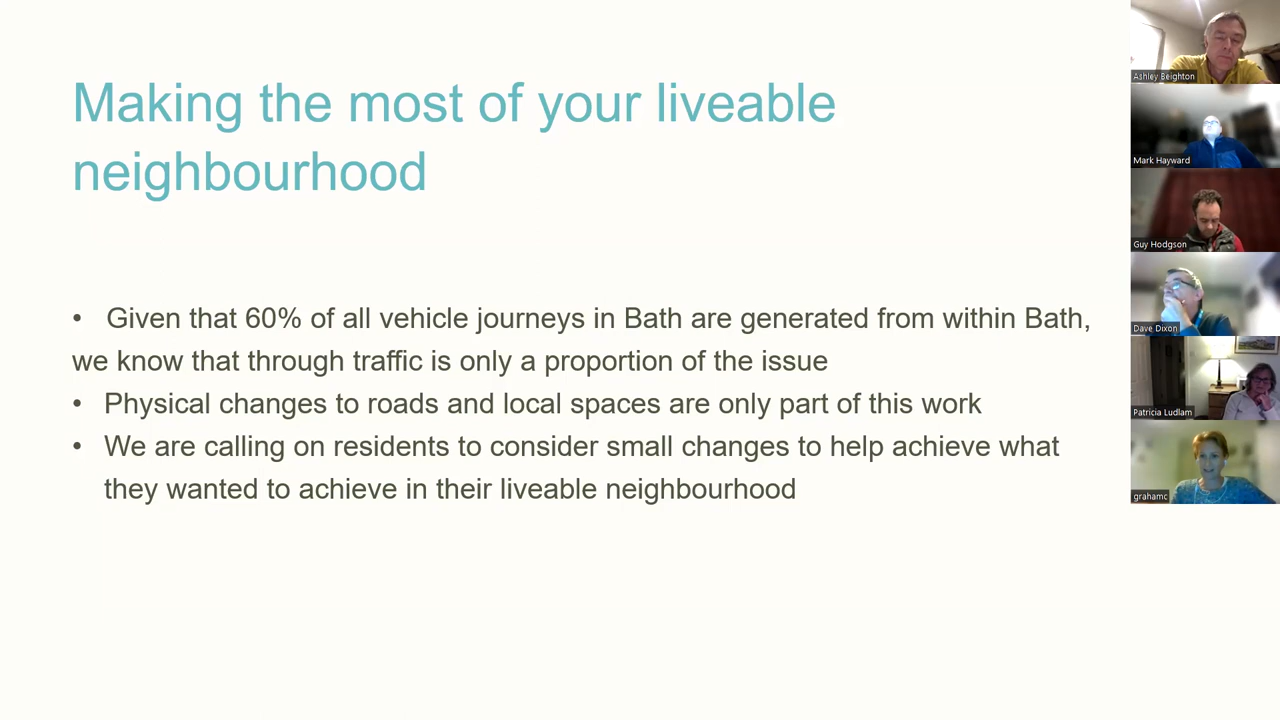 Making the most of your liveable
neighbourhood
• Given that 60% of all vehicle journeys in Bath are generated from within Bath,
we know that through traffic is only a proportion of the issue
• Physical changes to roads and local spaces are only part of this work
• We are calling on residents to consider small changes to help achieve what
they wanted to achieve in their liveable neighbourhood
Ashley Beighton
Mark Hayward
Guy Hodgson
Dave Dixon
Patricia Ludlam
grahamc